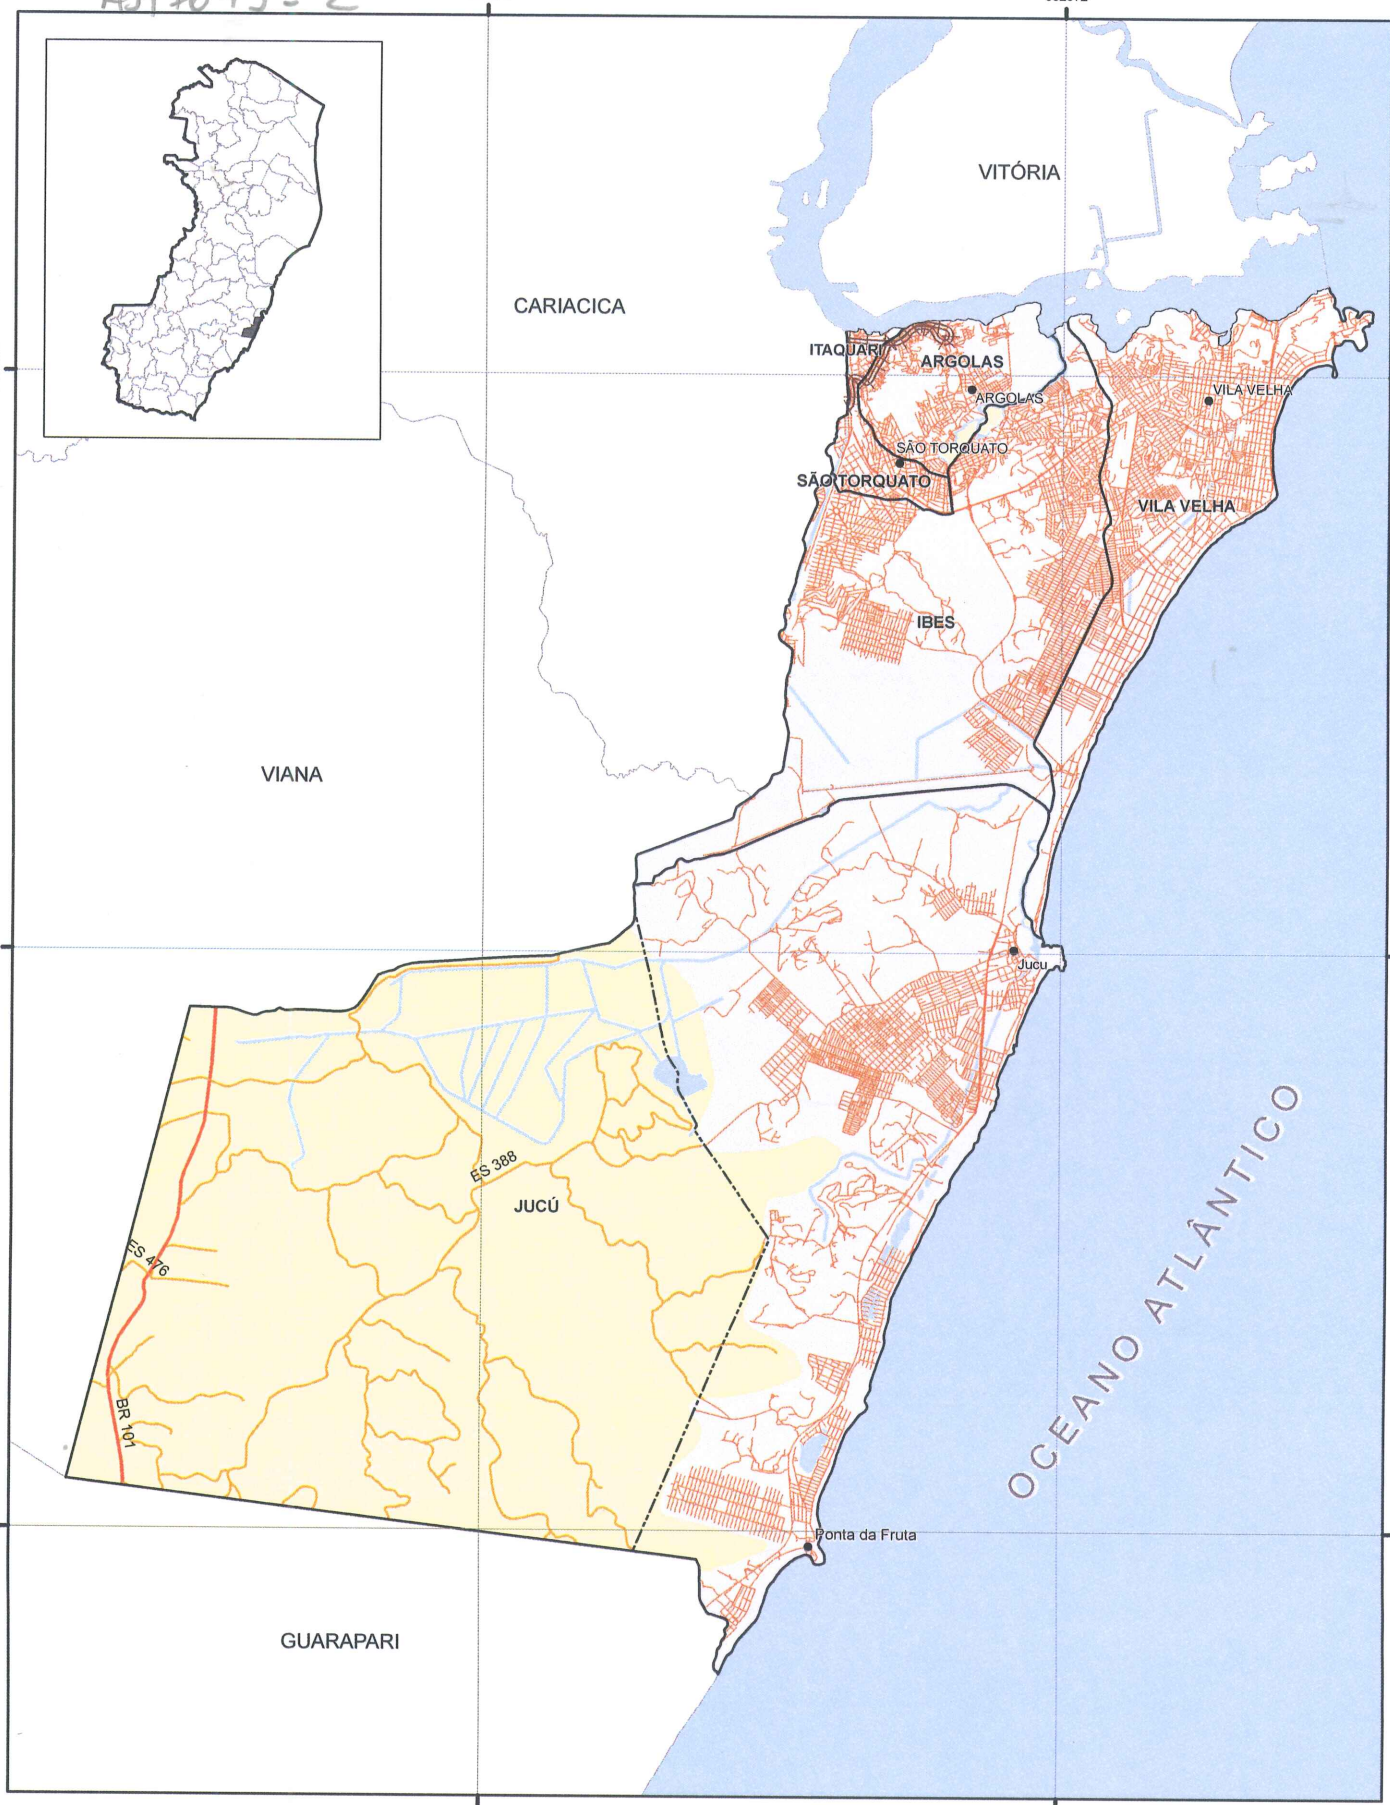 VITÓRIA
CARIACICA
ITAQUARI
ARGOLAS
ARGOLAS
VILA VELHA
SÃO TORQUATO
SÃO TORQUATO
VILA VELHA
IBES
VIANA
Jucu
ES 388
JUCÚ
ES 476
BR 101
OCEANO ATLÂNTICO
Ponta da Fruta
GUARAPARI